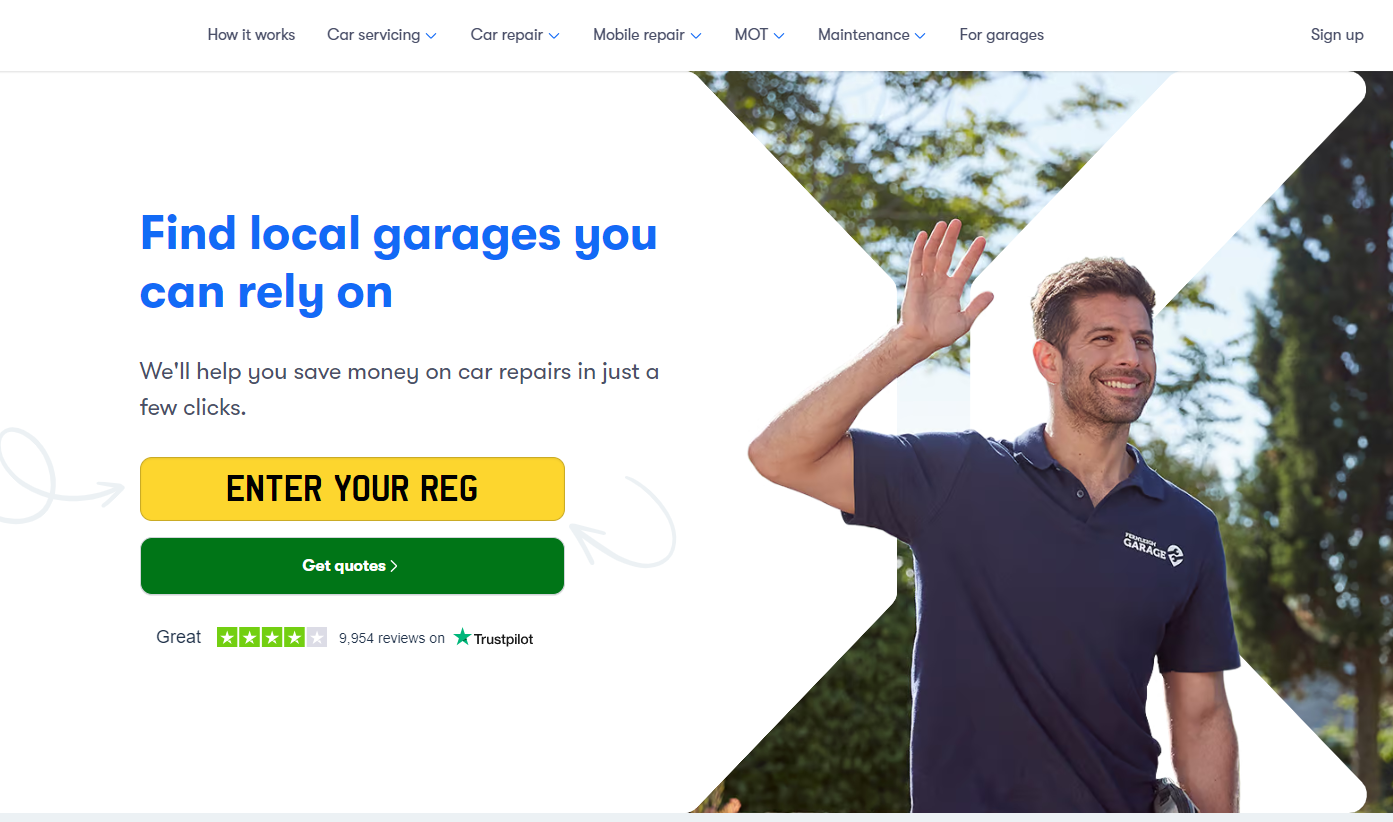 How it works
Car servicing
Car repair
Mobile repair
MOT
Maintenance
For garages
Sign up
Find local garages you
can rely on
We'll help you save money on car repairs in just a
few clicks.
ENTER YOUR REG
Get quotes
Great
9,954 reviews on
Trustpilot
GARAGE